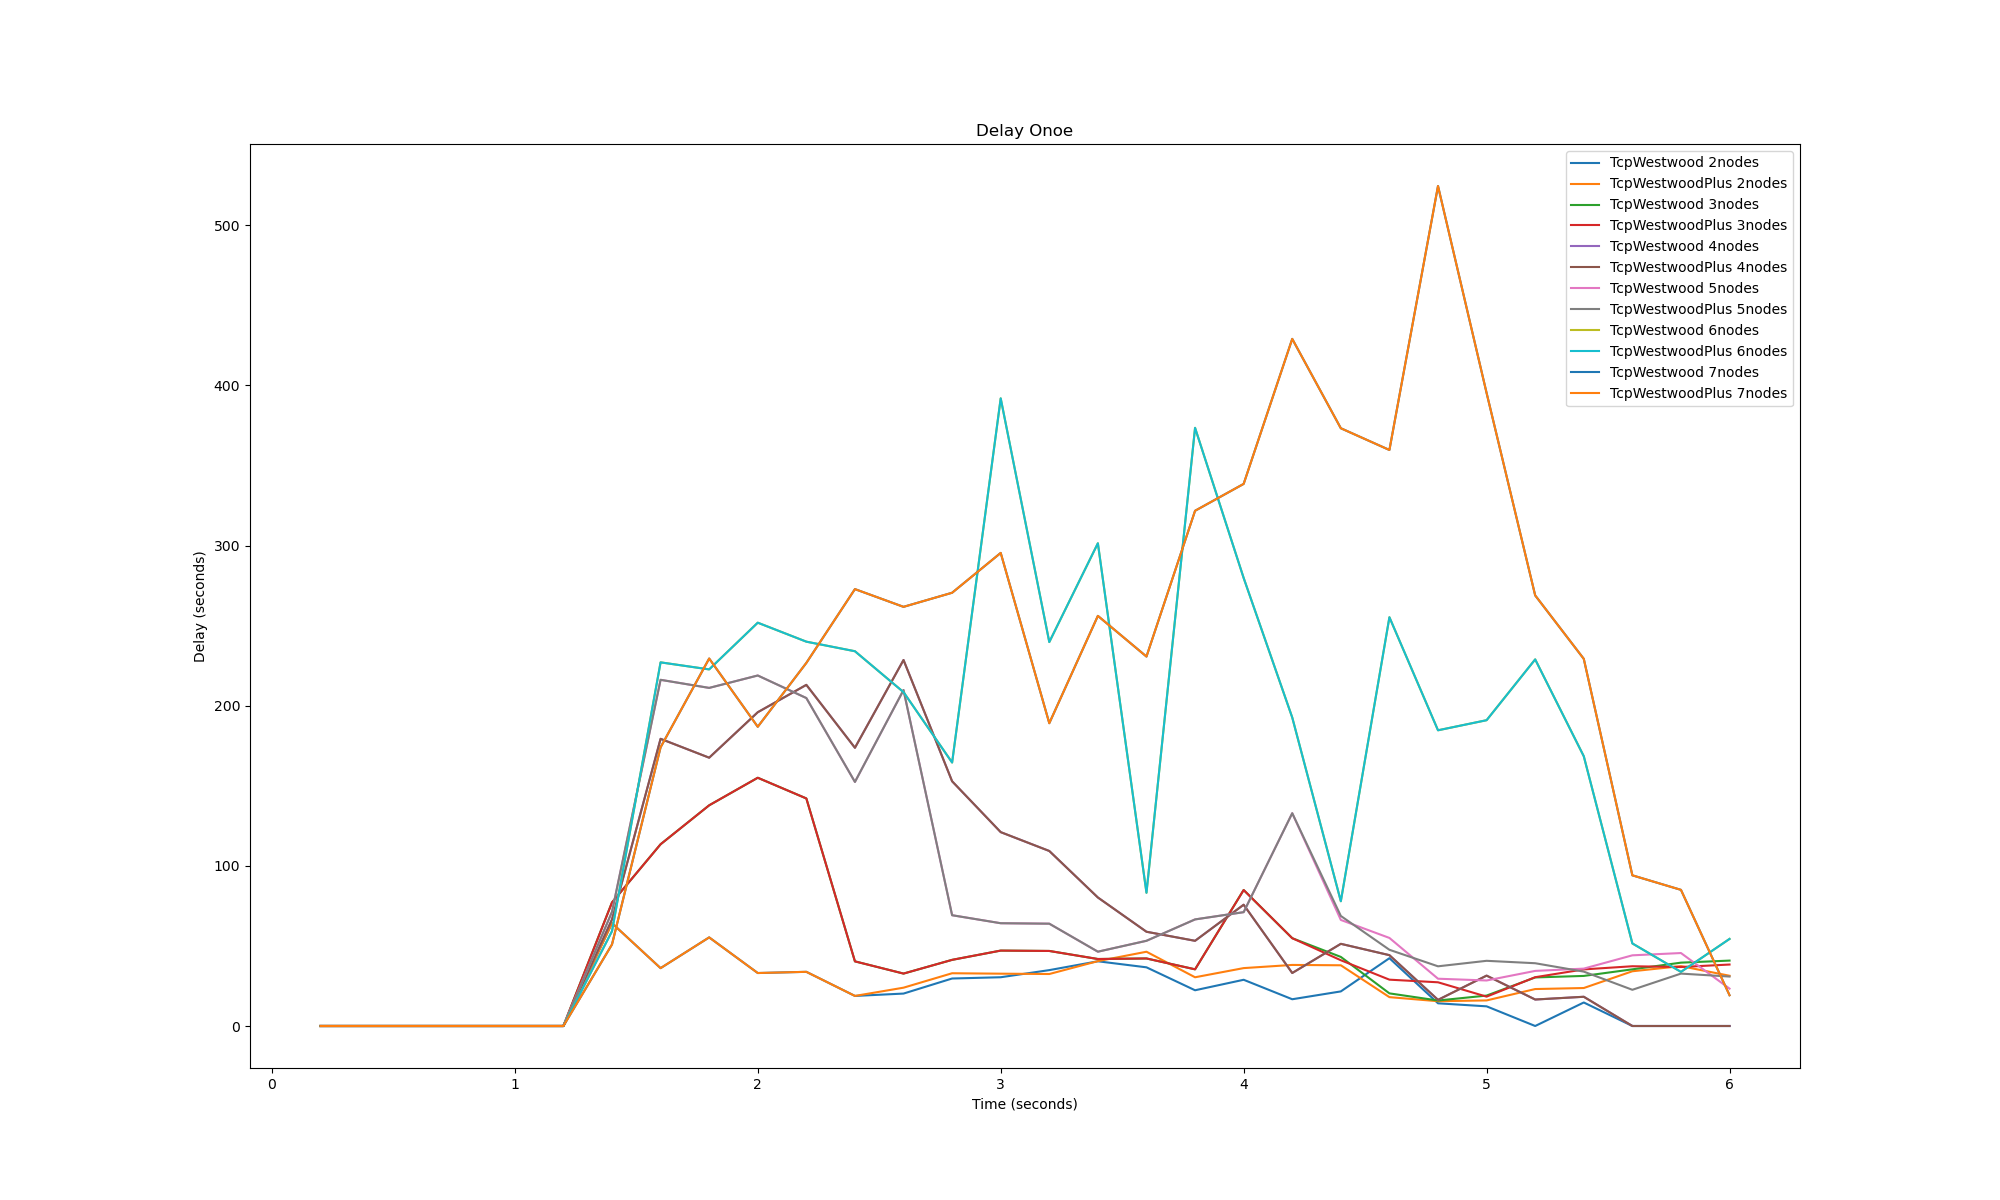 Delay Onoe
TcpWestwood 2nodes
TcpWestwoodPlus 2nodes
TcpWestwood 3nodes
TcpWestwoodPlus 3nodes
TcpWestwood 4nodes
TcpWestwoodPlus 4nodes
TcpWestwood 5nodes
TcpWestwoodPlus 5nodes
TcpWestwood 6nodes
TcpWestwoodPlus 6nodes
TcpWestwood 7nodes
TcpWestwoodPlus 7nodes
500
400
300
200
100
0
Delay (seconds)
0 1 2 3 4 5 6
Time (seconds)